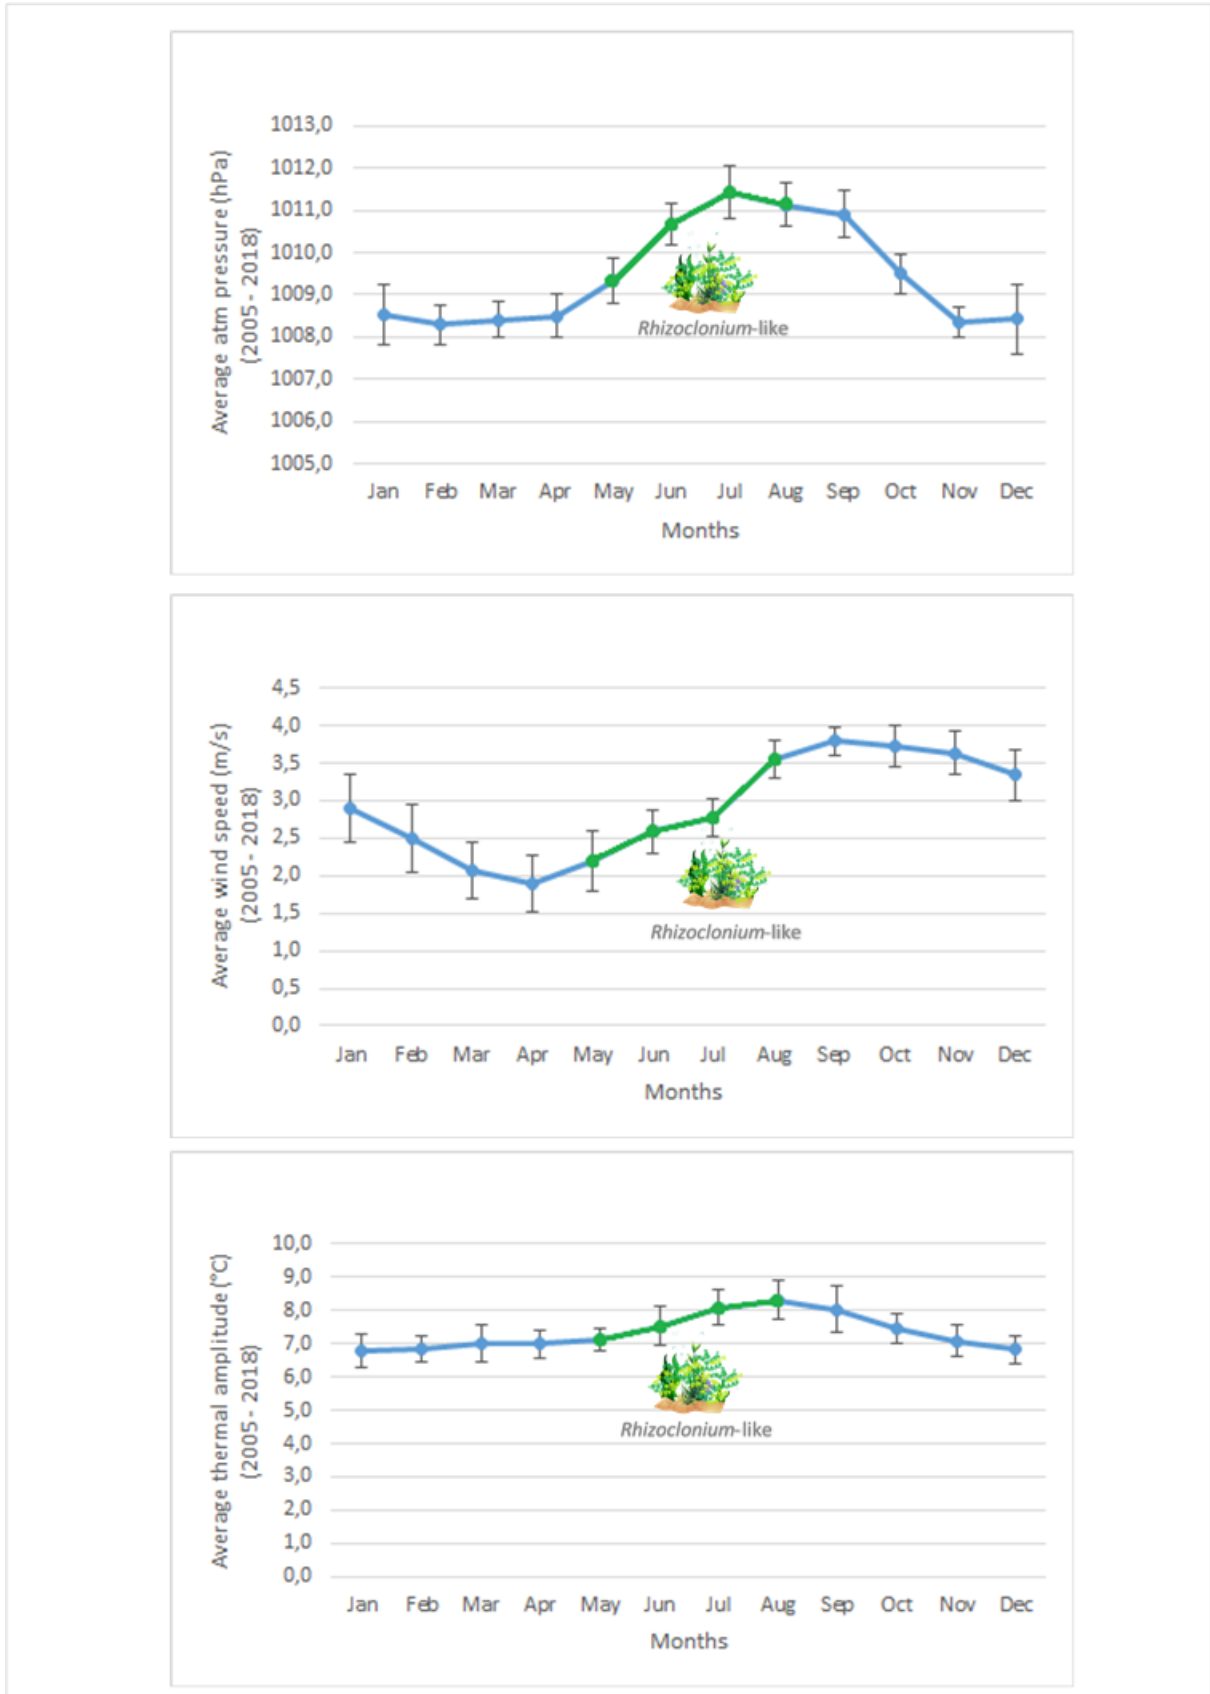 Average atm pressure (hPa)
(2005 - 2018)
1013,0
1012,0
1011,0
1010,0
1009,0
1008,0
1007,0
1006,0
1005,0
Rhizoclonium-like
Jan Feb Mar Apr May Jun Jul Aug Sep Oct Nov Dec
Months
Average wind speed (m/s)
(2005 - 2018)
4,5
4,0
3,5
3,0
2,5
2,0
1,5
1,0
0,5
0,0
Rhizoclonium-like
Jan Feb Mar Apr May Jun Jul Aug Sep Oct Nov Dec
Months
Average thermal amplitude (°C)
(2005 - 2018)
10,0
9,0
8,0
7,0
6,0
5,0
4,0
3,0
2,0
1,0
0,0
Rhizoclonium-like
Jan Feb Mar Apr May Jun Jul Aug Sep Oct Nov Dec
Months